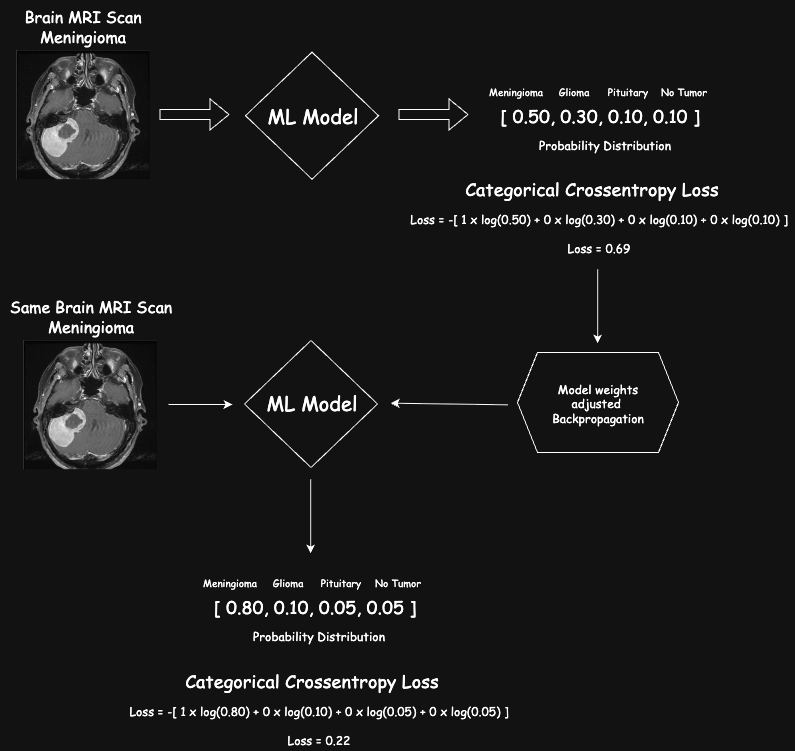 Brain MRI Scan
Meningioma
ML Model
Meningioma Glioma Pituitary No Tumor
[ 0.50, 0.30, 0.10, 0.10 ]
Probability Distribution
Categorical Crossentropy Loss
Loss = -[ 1 x log(0.50) + 0 x log(0.30) + 0 x log(0.10) + 0 x log(0.10) ]
Loss = 0.69
Same Brain MRI Scan
Meningioma
ML Model
Model weights
adjusted
Backpropagation
Meningioma Glioma Pituitary No Tumor
[ 0.80, 0.10, 0.05, 0.05 ]
Probability Distribution
Categorical Crossentropy Loss
Loss = -[ 1 x log(0.80) + 0 x log(0.10) + 0 x log(0.05) + 0 x log(0.05) ]
Loss = 0.22